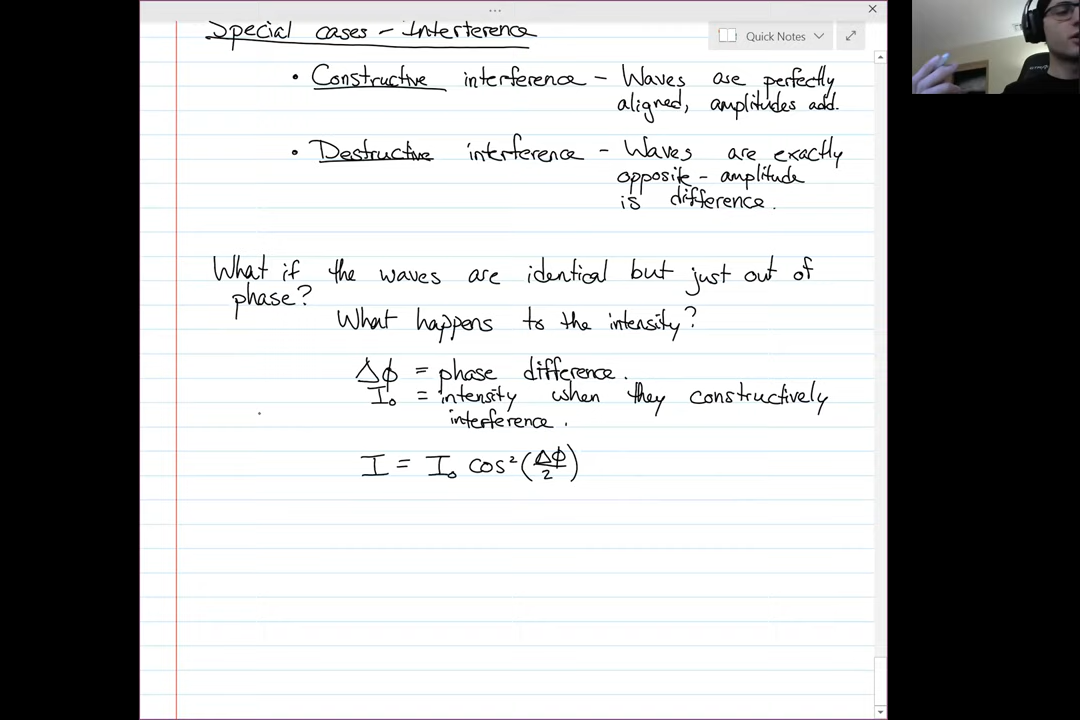 Special cases - Interference
Quick Notes
• Constructive interference - Waves are perfectly
aligned, amplitudes add.
• Destructive interference - Waves are exactly
opposite - amplitude
is difference.
What if the waves are identical but just out of
phase?
What happens to the intensity?
Δϕ = phase difference.
I₀ = intensity when they constructively
interference.
I = I₀ cos²(Δϕ/2)